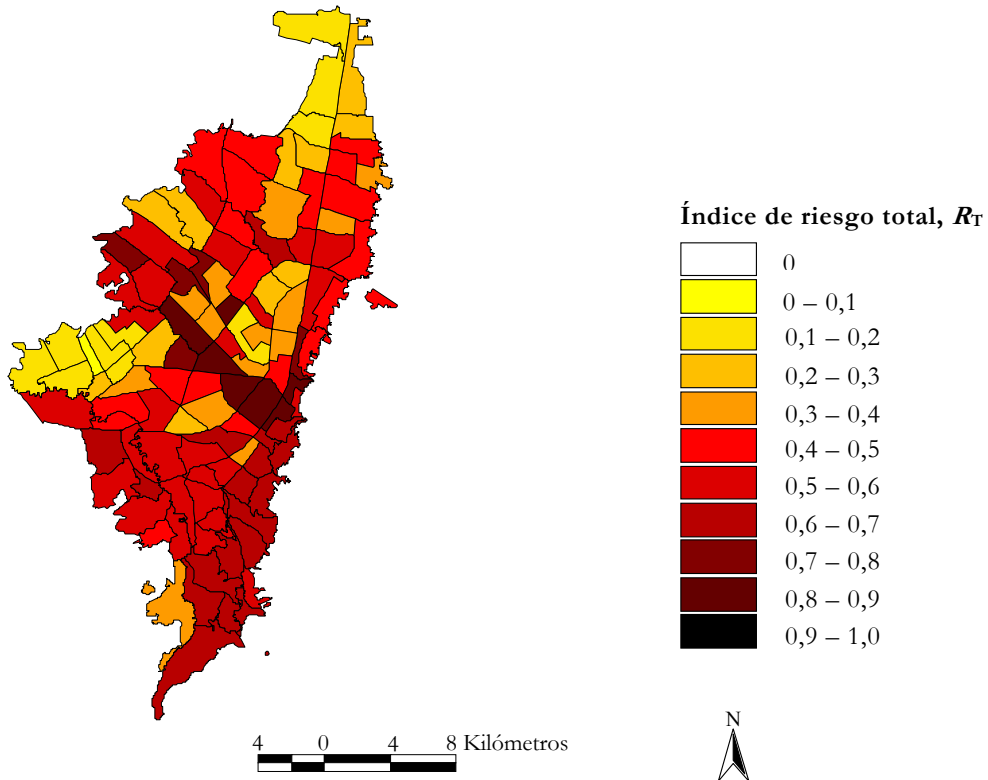 Índice de riesgo total, R_T
0
0 – 0,1
0,1 – 0,2
0,2 – 0,3
0,3 – 0,4
0,4 – 0,5
0,5 – 0,6
0,6 – 0,7
0,7 – 0,8
0,8 – 0,9
0,9 – 1,0
4 0 4 8 Kilómetros
N